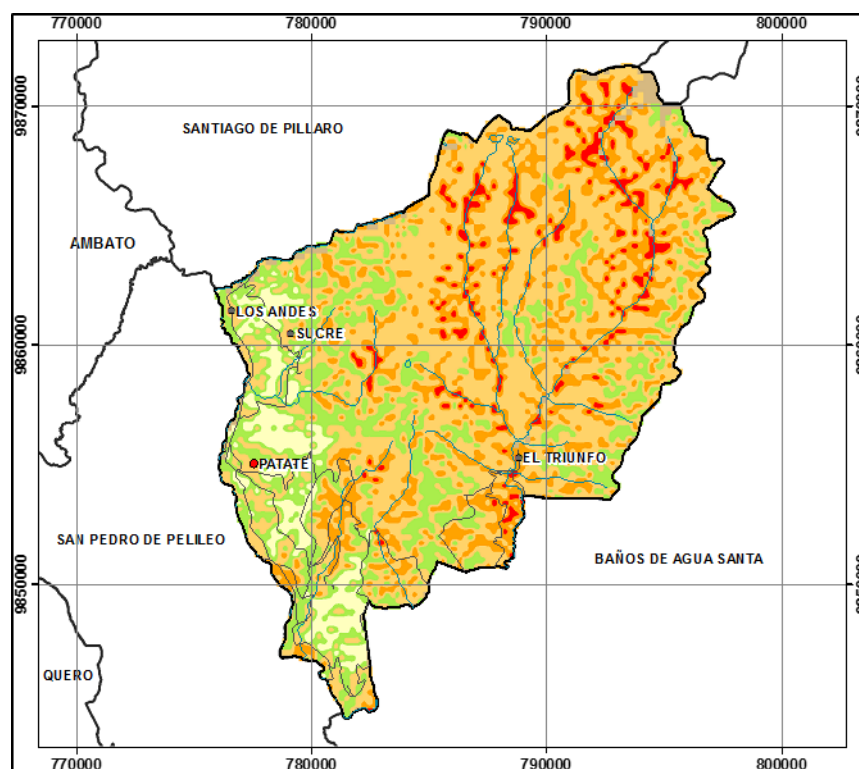 770000 780000 790000 800000
9870000
SANTIAGO DE PILLARO
AMBATO
LOS ANDES
SUCRE
9860000
PATATE
EL TRIUNFO
SAN PEDRO DE PELILEO
BAÑOS DE AGUA SANTA
9850000
QUERO
770000 780000 790000 800000